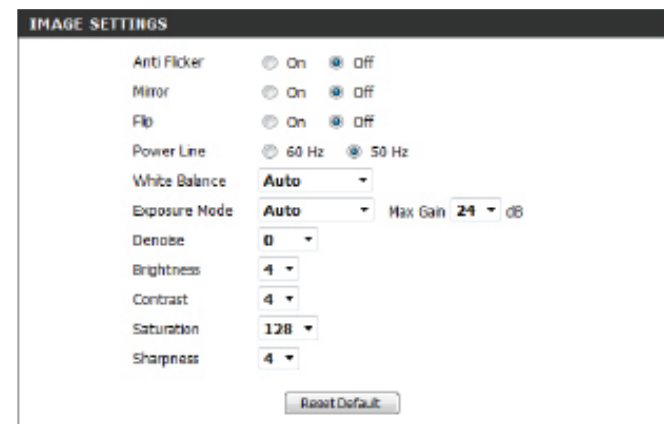 IMAGE SETTINGS
Anti Flicker On Off
Mirror On Off
Flip On Off
Power Line 60 Hz 50 Hz
White Balance Auto
Exposure Mode Auto Max Gain 24 dB
Denoise 0
Brightness 4
Contrast 4
Saturation 128
Sharpness 4
Reset Default